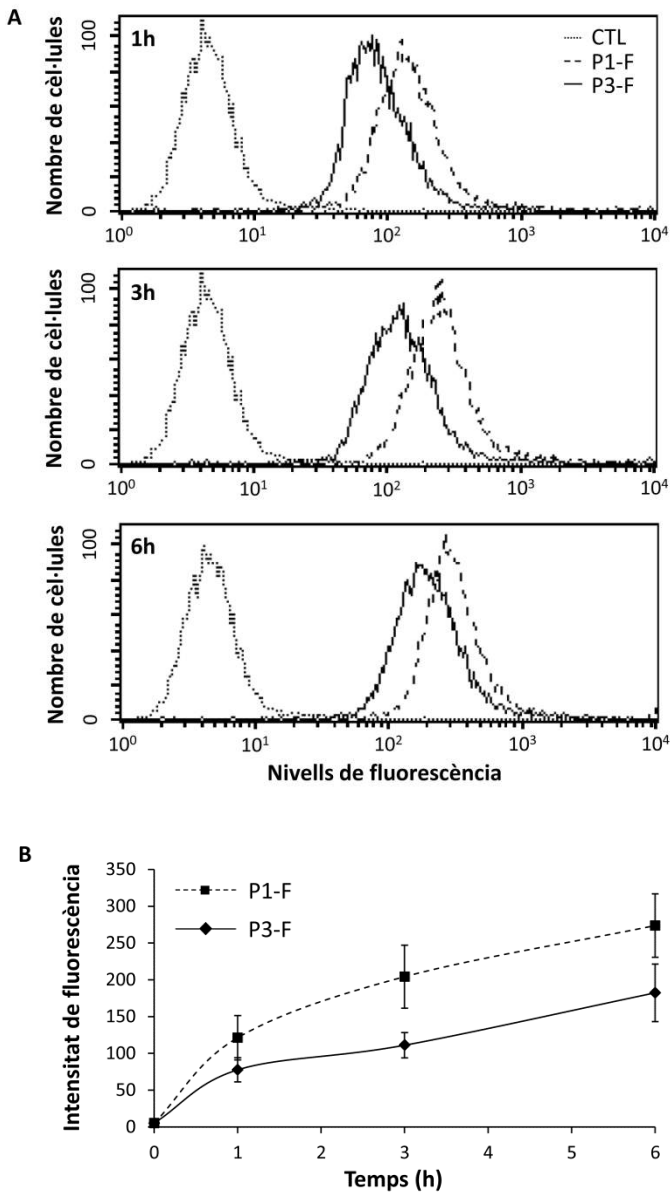 A
1h
CTL
P1-F
P3-F
Nombre de cèl·lules
100
0
10⁰ 10¹ 10² 10³ 10⁴
3h
Nombre de cèl·lules
100
0
10⁰ 10¹ 10² 10³ 10⁴
6h
Nombre de cèl·lules
100
0
10⁰ 10¹ 10² 10³ 10⁴
Nivells de fluorescència
B
Intensitat de fluorescència
350
300
250
200
150
100
50
0
P1-F
P3-F
0 1 2 3 4 5 6
Temps (h)